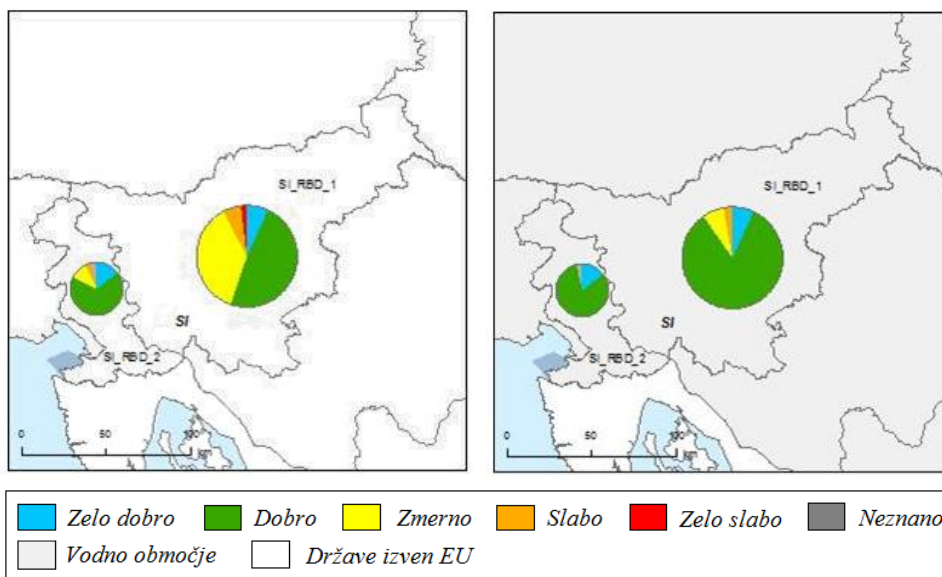 SI_RBD_1
SI
SI_RBD_2
0 50 100
km
SI_RBD_1
SI
SI_RBD_2
0 50 100
km
Zelo dobro Dobro Zmerno Slabo Zelo slabo Neznano
Vodno območje Države izven EU